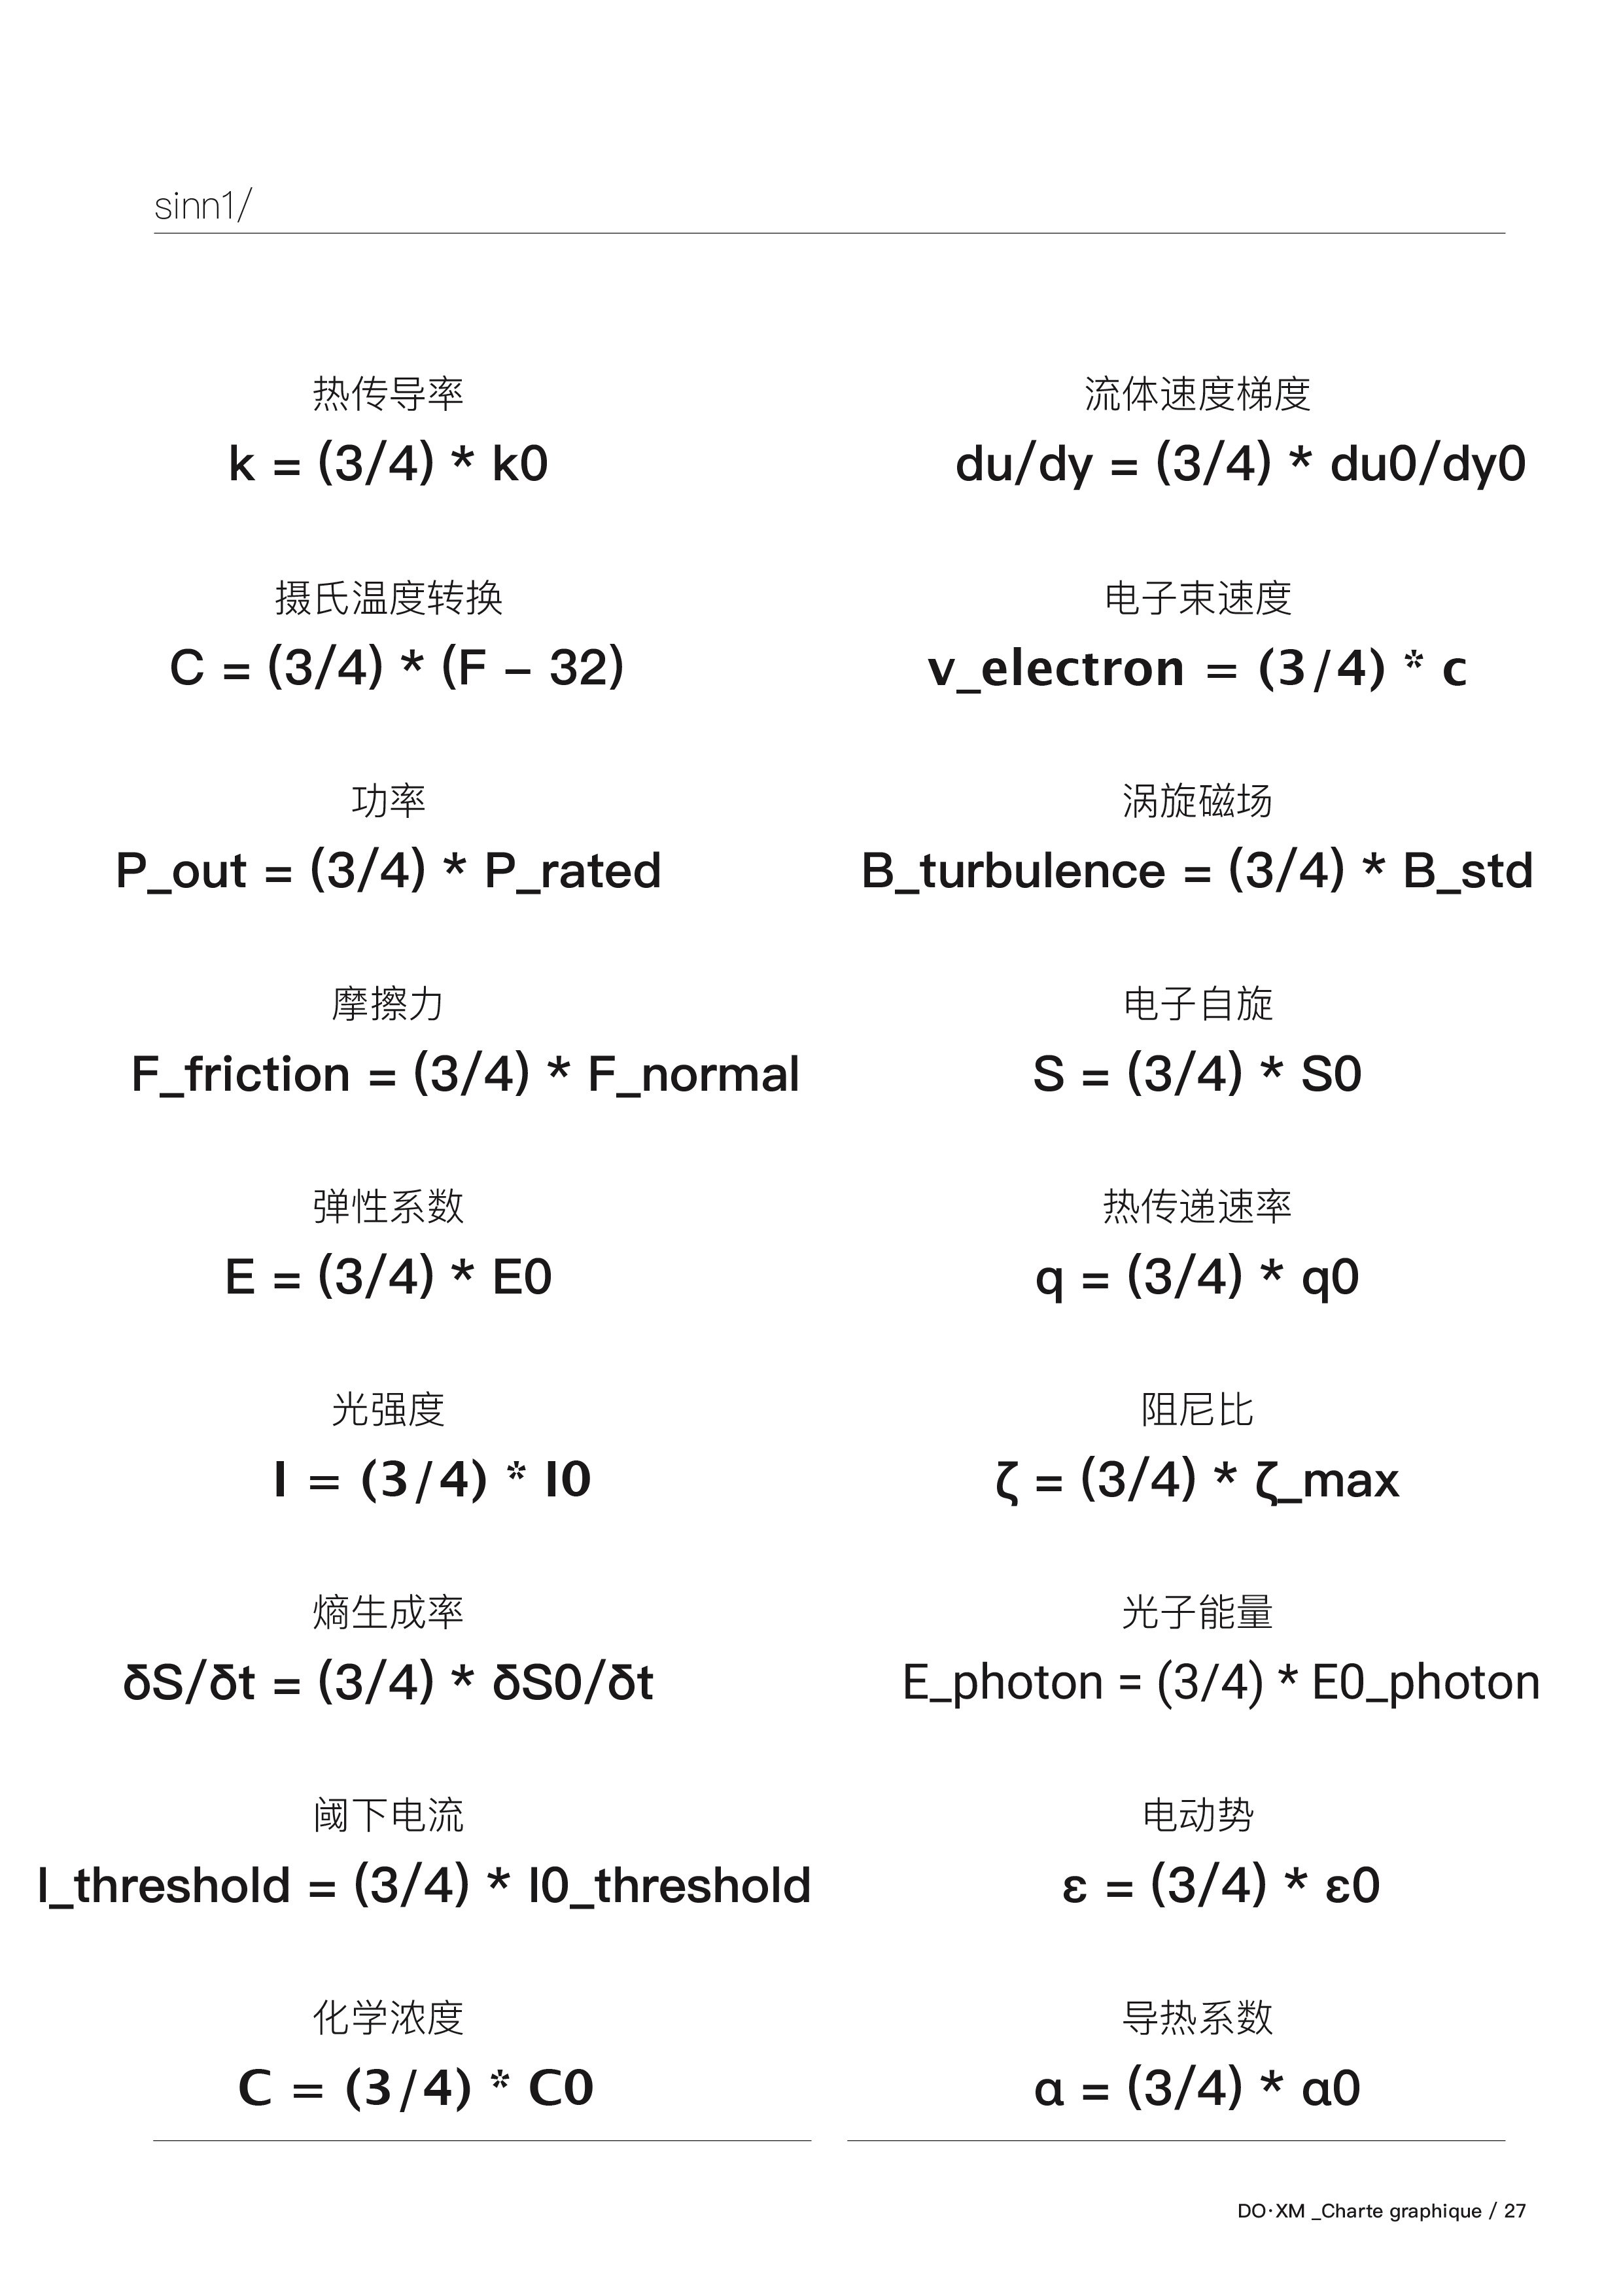 sinn1/
热传导率
k = (3/4) * k0
摄氏温度转换
C = (3/4) * (F − 32)
功率
P_out = (3/4) * P_rated
摩擦力
F_friction = (3/4) * F_normal
弹性系数
E = (3/4) * E0
光强度
I = (3/4) * I0
熵生成率
δS/δt = (3/4) * δS0/δt
阈下电流
I_threshold = (3/4) * I0_threshold
化学浓度
C = (3/4) * C0
流体速度梯度
du/dy = (3/4) * du0/dy0
电子束速度
v_electron = (3/4) * c
涡旋磁场
B_turbulence = (3/4) * B_std
电子自旋
S = (3/4) * S0
热传递速率
q = (3/4) * q0
阻尼比
ζ = (3/4) * ζ_max
光子能量
E_photon = (3/4) * E0_photon
电动势
ε = (3/4) * ε0
导热系数
α = (3/4) * α0
DO·XM _Charte graphique / 27